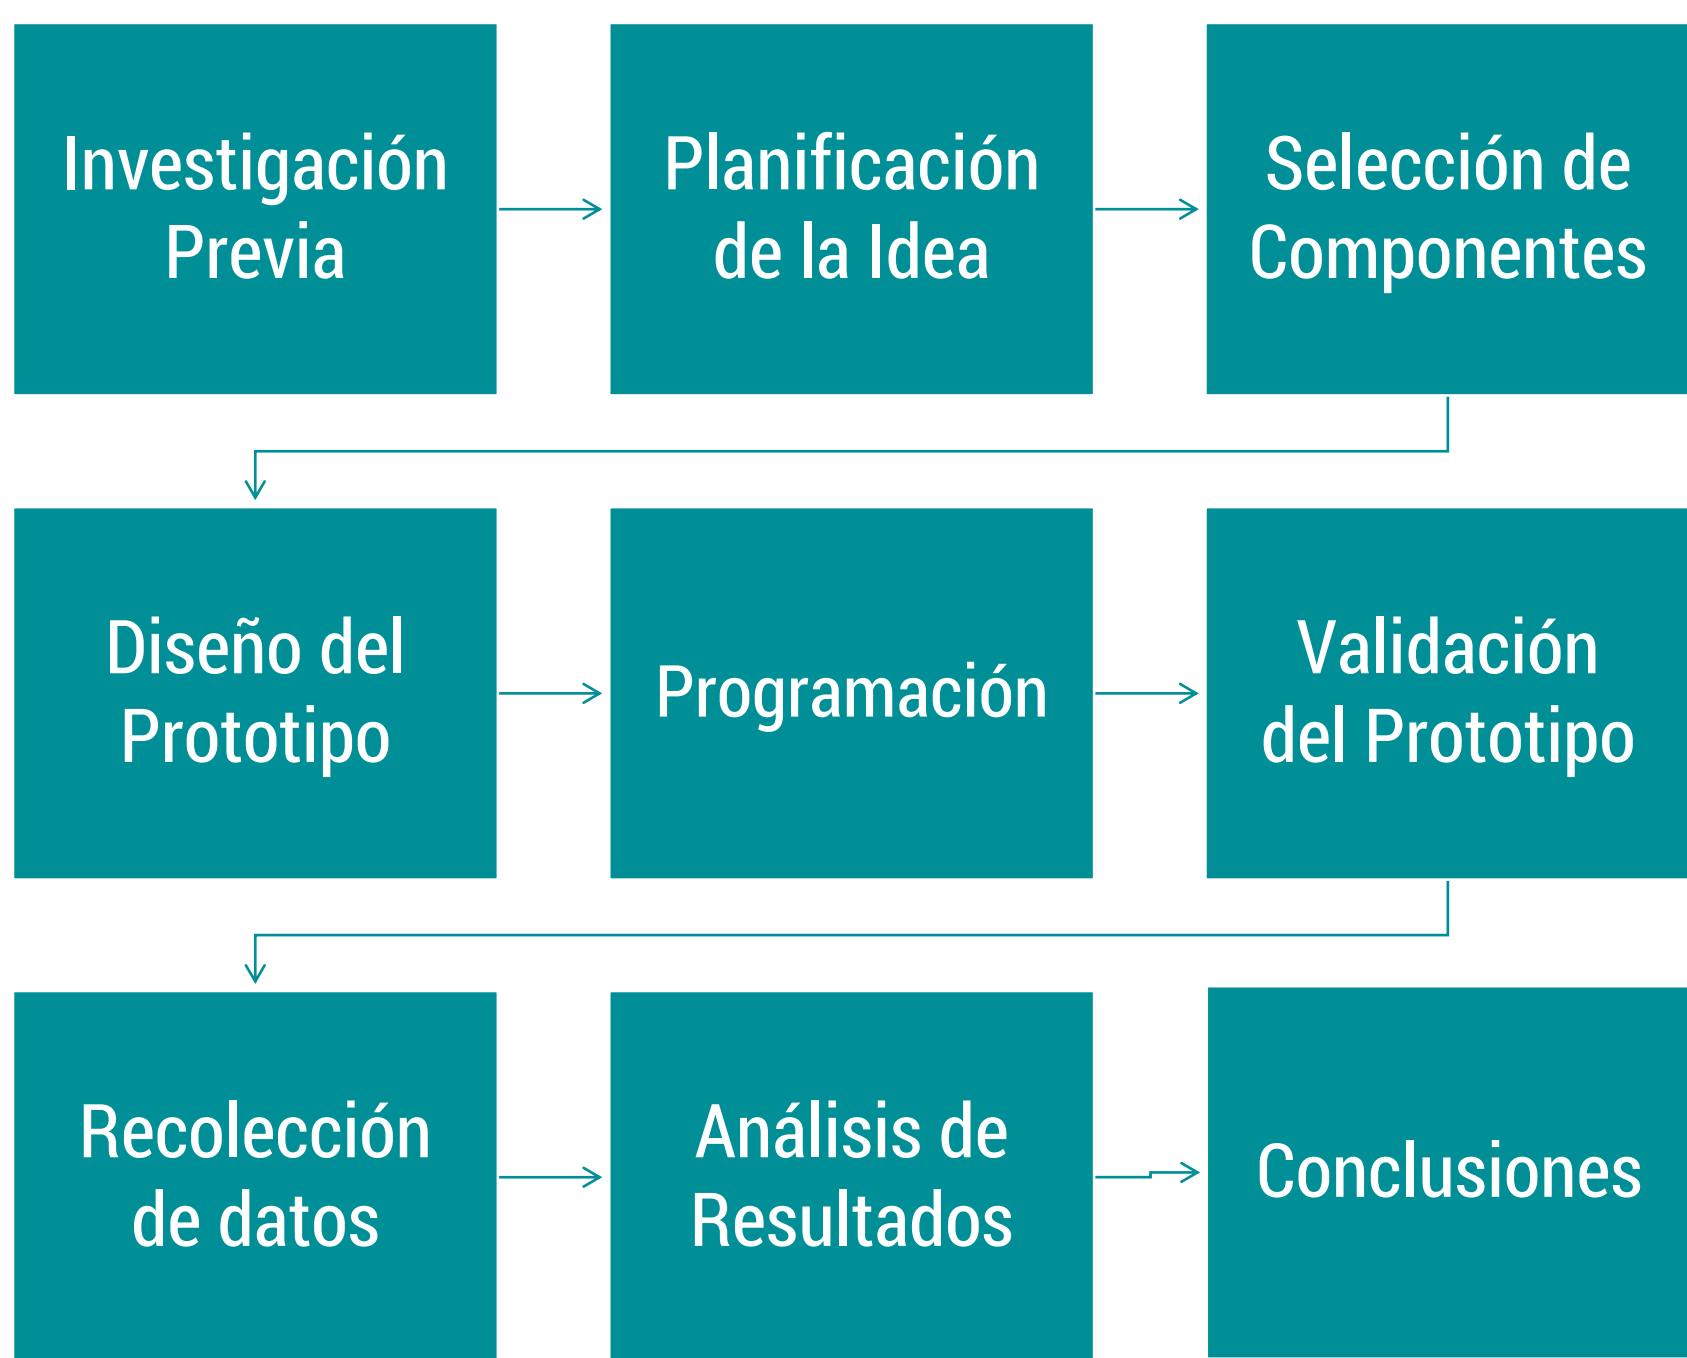 Investigación
Previa
Planificación
de la Idea
Selección de
Componentes
Diseño del
Prototipo
Programación
Validación
del Prototipo
Recolección
de datos
Análisis de
Resultados
Conclusiones